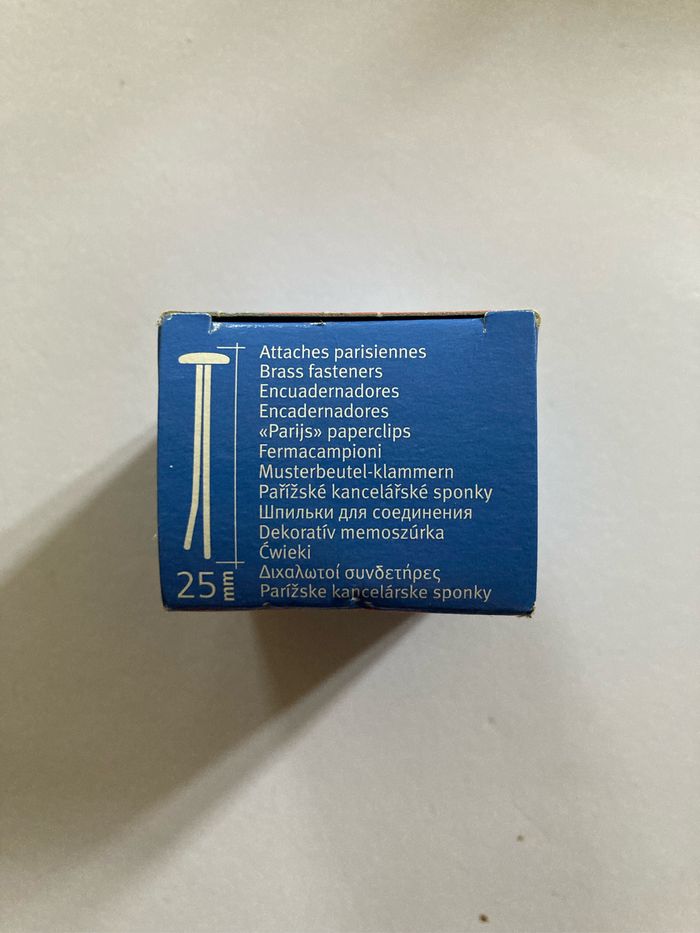 Attaches parisiennes
Brass fasteners
Encuadernadores
Encadernadores
«Parijs» paperclips
Fermacampioni
Musterbeutel-klammern
Pařížské kancelářské sponky
Шпильки для соединения
Dekoratív memoszúrka
Ćwieki
Διχαλωτοί συνδετήρες
Parížske kancelárske sponky
25 mm